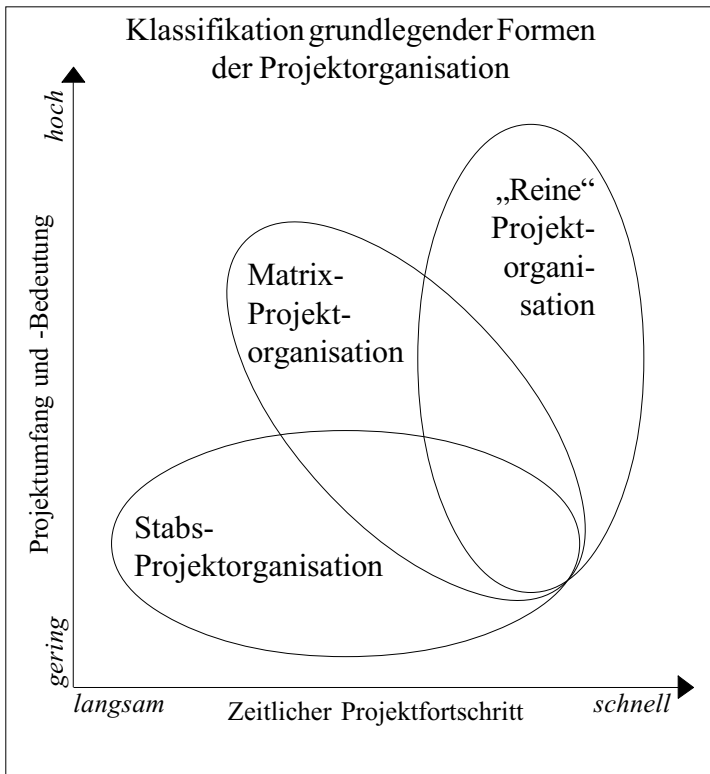 Klassifikation grundlegender Formen
der Projektorganisation
hoch
Projektumfang und -Bedeutung
gering
„Reine“
Projekt-
organi-
sation
Matrix-
Projekt-
organisation
Stabs-
Projektorganisation
langsam
Zeitlicher Projektfortschritt
schnell